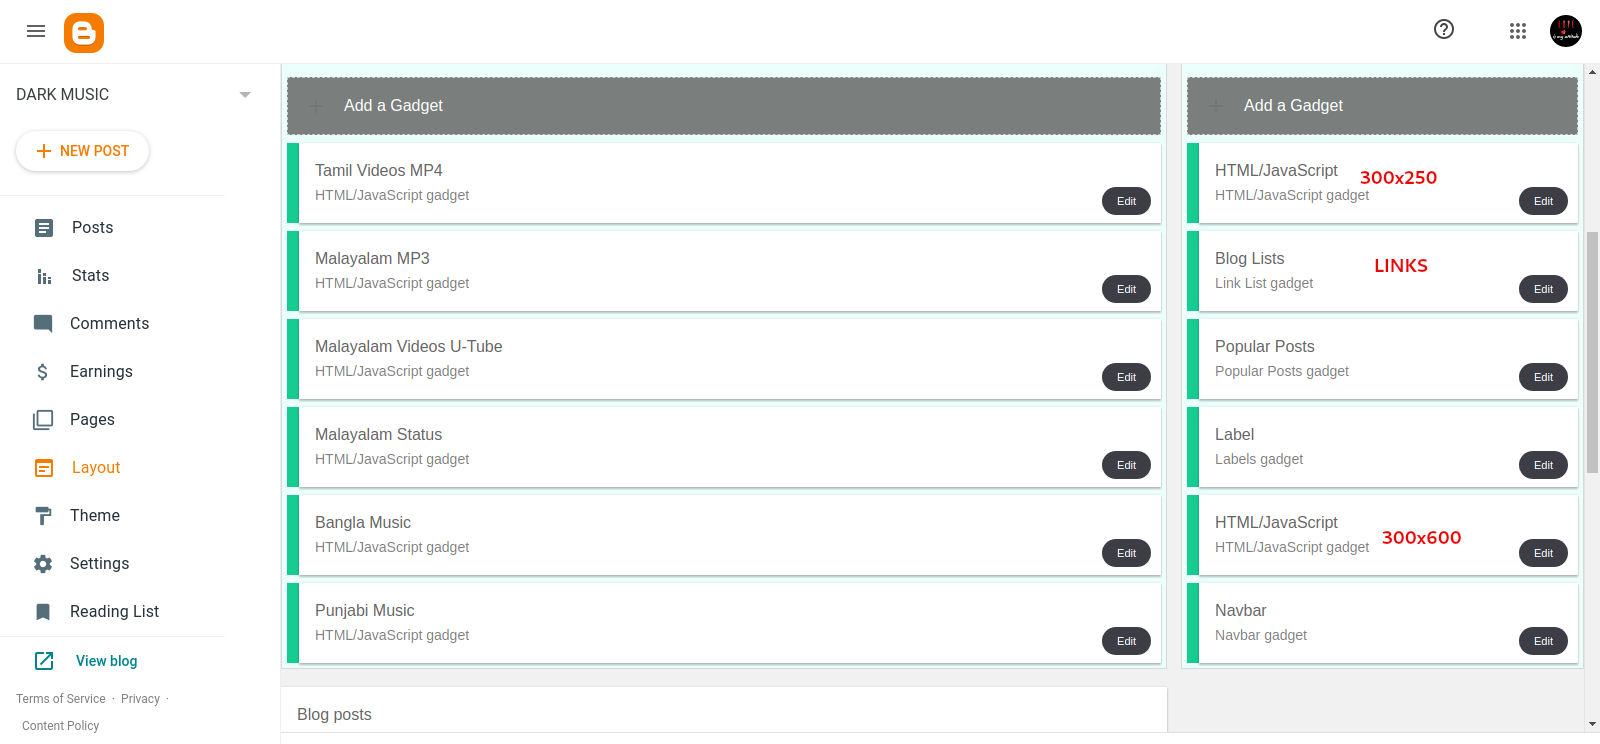 DARK MUSIC
NEW POST
Posts
Stats
Comments
Earnings
Pages
Layout
Theme
Settings
Reading List
View blog
Terms of Service · Privacy ·
Content Policy
Add a Gadget
Tamil Videos MP4
HTML/JavaScript gadget
Edit
Malayalam MP3
HTML/JavaScript gadget
Edit
Malayalam Videos U-Tube
HTML/JavaScript gadget
Edit
Malayalam Status
HTML/JavaScript gadget
Edit
Bangla Music
HTML/JavaScript gadget
Edit
Punjabi Music
HTML/JavaScript gadget
Edit
Blog posts
Add a Gadget
HTML/JavaScript
300x250
HTML/JavaScript gadget
Edit
Blog Lists
LINKS
Link List gadget
Edit
Popular Posts
Popular Posts gadget
Edit
Label
Labels gadget
Edit
HTML/JavaScript
300x600
HTML/JavaScript gadget
Edit
Navbar
Navbar gadget
Edit